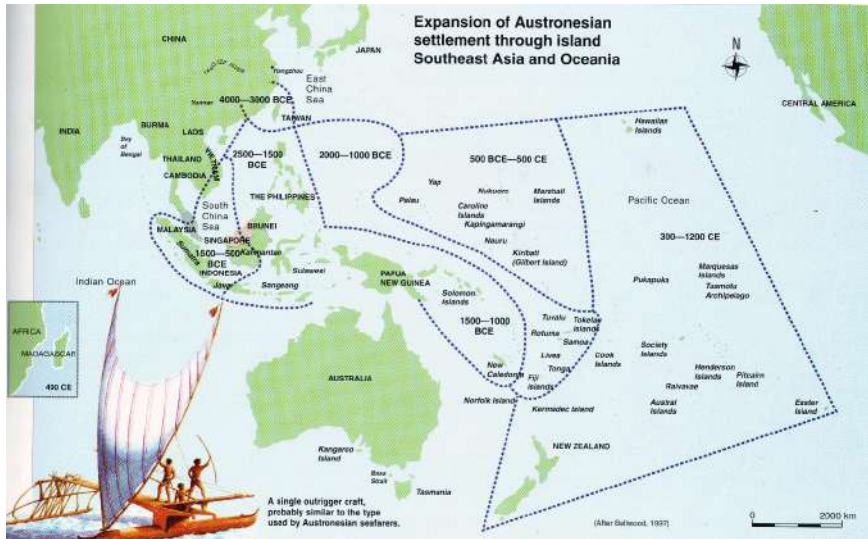 Expansion of Austronesian
settlement through island
Southeast Asia and Oceania
N
CHINA
JAPAN
East
China
Sea
4000—3000 BCE
TAIWAN
INDIA
BURMA
LAOS
Bay
of
Bengal
THAILAND
VIETNAM
CAMBODIA
2500—1500
BCE
2000—1000 BCE
500 BCE—500 CE
Hawaiian
Islands
CENTRAL AMERICA
THE PHILIPPINES
South
China
Sea
Yap
Palau
Nukuoro
Marshall
Islands
Caroline
Islands
Kapingamarangi
Pacific Ocean
300—1200 CE
MALAYSIA
BRUNEI
SINGAPORE
1500—500
BCE
Kalimantan
Sumatra
INDONESIA
Java
Sulawesi
Sangeang
Nauru
Kiribati
(Gilbert Island)
PAPUA
NEW GUINEA
Solomon
Islands
1500—1000
BCE
Pukapuka
Marquesas
Islands
Archipelago
Indian Ocean
Rotuma
Tokelau
Islands
Samoa
Tonga
Fiji
Islands
Cook
Islands
Society
Islands
New
Caledonia
Henderson
Islands
Pitcairn
Island
Raivavae
Austral
Islands
Easter
Island
AFRICA
MADAGASCAR
400 CE
AUSTRALIA
Norfolk Island
Kermadec Island
NEW ZEALAND
Kangaroo
Island
Strait
Tasmania
A single outrigger craft,
probably similar to the type
used by Austronesian seafarers.
(After Bellwood, 1997)
0 2000 km